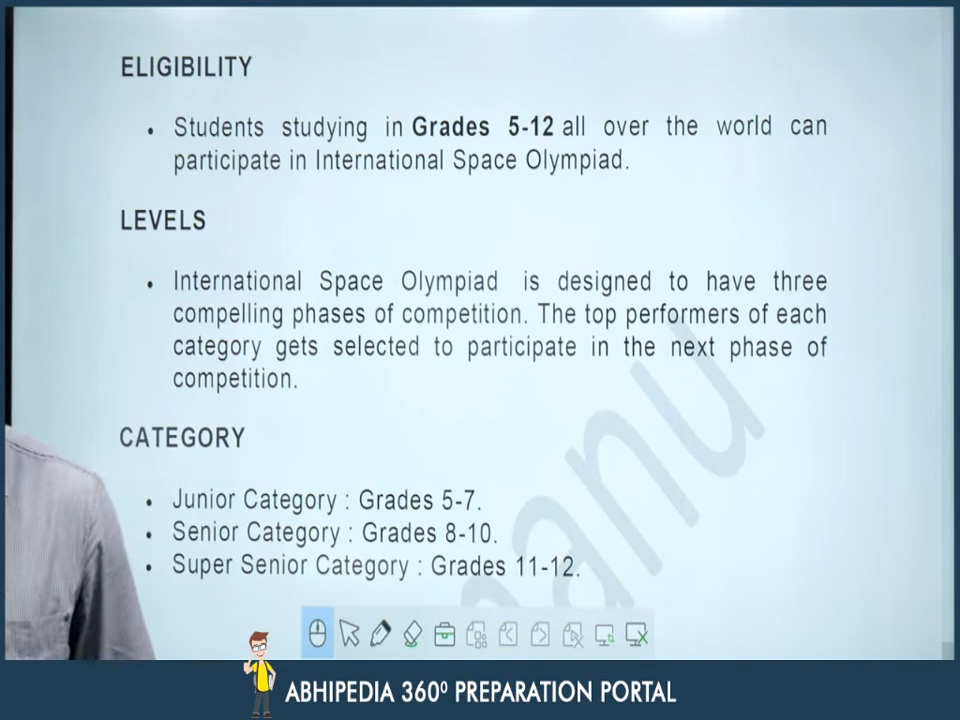 ELIGIBILITY
• Students studying in Grades 5-12 all over the world can
participate in International Space Olympiad.
LEVELS
• International Space Olympiad is designed to have three
compelling phases of competition. The top performers of each
category gets selected to participate in the next phase of
competition.
CATEGORY
• Junior Category : Grades 5-7.
• Senior Category : Grades 8-10.
• Super Senior Category : Grades 11-12.
ABHIPEDIA 360⁰ PREPARATION PORTAL